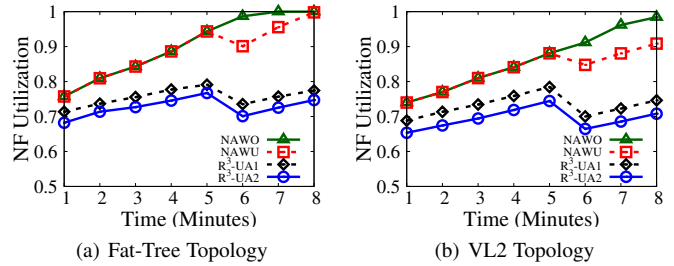 1
0.9
0.8
0.7
0.6
0.5
NF Utilization
NAWO
NAWU
R³-UA1
R³-UA2
1 2 3 4 5 6 7 8
Time (Minutes)
(a) Fat-Tree Topology
1
0.9
0.8
0.7
0.6
0.5
NF Utilization
NAWO
NAWU
R³-UA1
R³-UA2
1 2 3 4 5 6 7 8
Time (Minutes)
(b) VL2 Topology